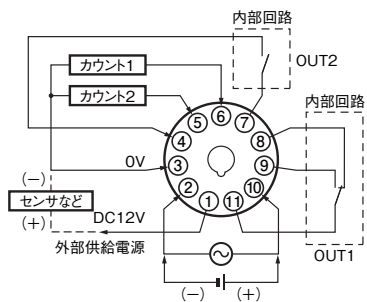 内部回路
カウント1
OUT2
カウント2
内部回路
5
6
7
4
8
0V
3
9
2
10
1
11
(−)
センサなど
(+)
DC12V
外部供給電源
OUT1
(−)
(+)